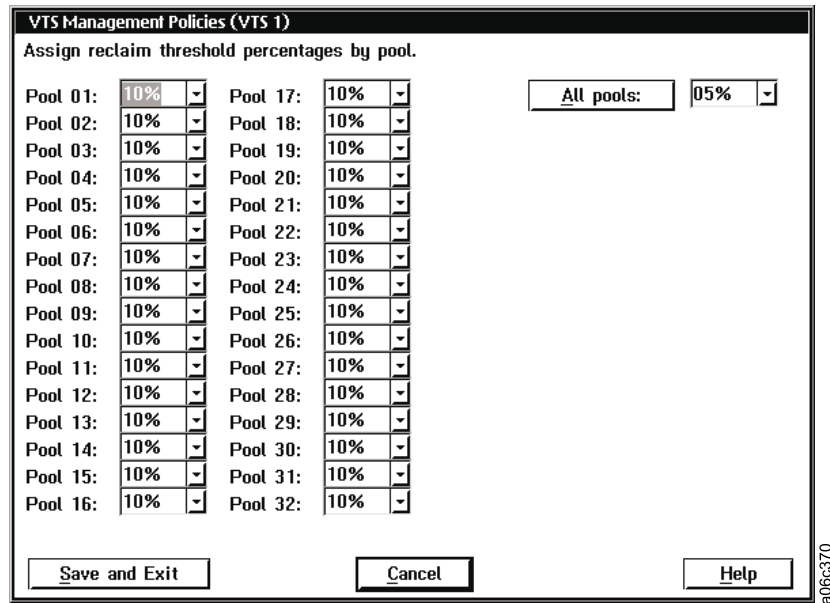 VTS Management Policies (VTS 1)
Assign reclaim threshold percentages by pool.
Pool 01: 10% Pool 17: 10% All pools: 05%
Pool 02: 10% Pool 18: 10%
Pool 03: 10% Pool 19: 10%
Pool 04: 10% Pool 20: 10%
Pool 05: 10% Pool 21: 10%
Pool 06: 10% Pool 22: 10%
Pool 07: 10% Pool 23: 10%
Pool 08: 10% Pool 24: 10%
Pool 09: 10% Pool 25: 10%
Pool 10: 10% Pool 26: 10%
Pool 11: 10% Pool 27: 10%
Pool 12: 10% Pool 28: 10%
Pool 13: 10% Pool 29: 10%
Pool 14: 10% Pool 30: 10%
Pool 15: 10% Pool 31: 10%
Pool 16: 10% Pool 32: 10%
Save and Exit Cancel Help
a06c370